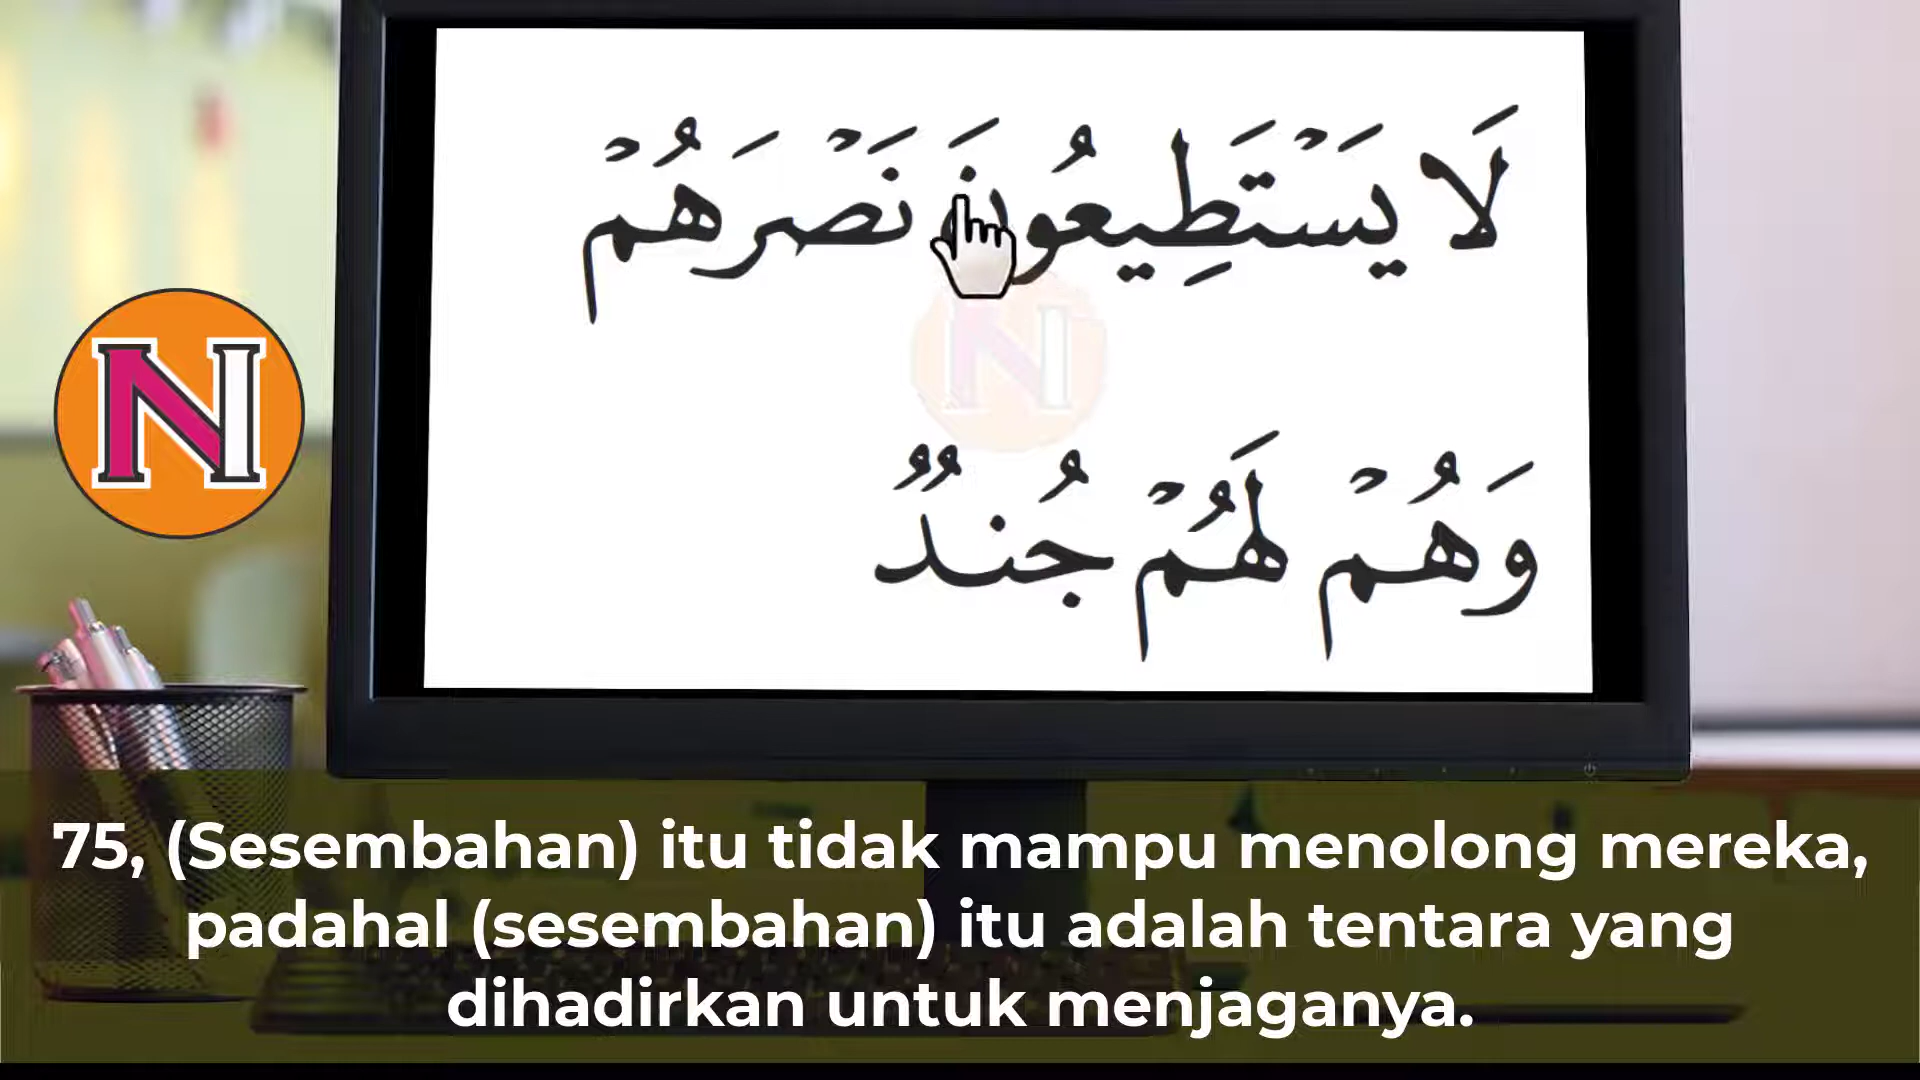 لَا يَسْتَطِيعُونَ نَصْرَهُمْ
وَهُمْ لَهُمْ جُندٌ
N
75, (Sesembahan) itu tidak mampu menolong mereka,
padahal (sesembahan) itu adalah tentara yang
dihadirkan untuk menjaganya.